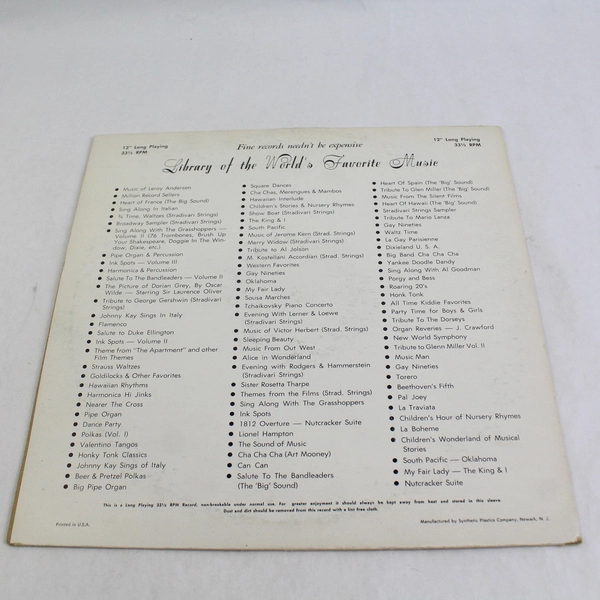 12" Long Playing
33⅓ RPM
Fine records needn't be expensive
12" Long Playing
33⅓ RPM
Library of the World's Favorite Music
• Music of Leroy Anderson
• Million Record Sellers
• Heart of France (The Big Sound)
• Sing Along In Italian
• ¾ Time, Waltzes (Stradivari Strings)
• Broadway Sampler (Stradivari Strings)
• Sing Along With The Grasshoppers —
Volume II (79, Trombones, Brush Up
Your Shakespeare, Doggie In The Win-
dow, Dixie, etc.)
• Pipe Organ & Percussion
• Ink Spots — Volume III
• Harmonica & Percussion
• Salute To The Bandleaders — Volume II
• The Picture of Dorian Grey, By Oscar
Wilde — Starring Sir Laurence Oliver
• Tribute to George Gershwin (Stradivari
Strings)
• Johnny Kay Sings In Italy
• Flamenco
• Salute to Duke Ellington
• Ink Spots — Volume II
• Theme from "The Apartment" and other
Film Themes
• Strauss Waltzes
• Goldilocks & Other Favorites
• Hawaiian Rhythms
• Harmonica Hi Jinks
• Nearer The Cross
• Pipe Organ
• Dance Party
• Polkas (Vol. I)
• Valentino Tangos
• Honky Tonk Classics
• Johnny Kay Sings of Italy
• Beer & Pretzel Polkas
• Big Pipe Organ
• Square Dances
• Cha Chas, Merengues & Mambos
• Hawaiian Interlude
• Children's Stories & Nursery Rhymes
• Show Boat (Stradivari Strings)
• The King & I
• South Pacific
• Music of Jerome Kern (Strad. Strings)
• Merry Widow (Stradivari Strings)
• Tribute to Al Jolson
• M. Kostellani Accordian (Strad. Strings)
• Western Favorites
• Gay Nineties
• Oklahoma
• My Fair Lady
• Sousa Marches
• Tchaikovsky Piano Concerto
• Evening With Lerner & Loewe
(Stradivari Strings)
• Music of Victor Herbert (Strad. Strings)
• Sleeping Beauty
• Music From Out West
• Alice in Wonderland
• Evening with Rodgers & Hammerstein
(Stradivari Strings)
• Sister Rosetta Tharpe
• Themes from the Films (Strad. Strings)
• Sing Along With The Grasshoppers
• Ink Spots
• 1812 Overture — Nutcracker Suite
• Lionel Hampton
• The Sound of Music
• Cha Cha Cha (Art Mooney)
• Can Can
• Salute To The Bandleaders
(The 'Big' Sound)
• Heart Of Spain (The 'Big' Sound)
• Tribute To Glen Miller (The 'Big' Sound)
• Music From The Silent Films
• Heart Of Hawaii (The 'Big' Sound)
• Stradivari Strings Sampler
• Tribute To Mario Lanza
• Gay Nineties
• Waltz Time
• La Gay Parisienne
• Dixieland U. S. A.
• Big Band Cha Cha Cha
• Yankee Doodle Dandy
• Sing Along With Al Goodman
• Porgy and Bess
• Roaring 20's
• Honk Tonk
• All Time Kiddie Favorites
• Party Time for Boys & Girls
• Tribute To The Dorseys
• Organ Reveries — J. Crawford
• New World Symphony
• Tribute to Glenn Miller Vol. II
• Music Man
• Gay Nineties
• Torero
• Beethoven's Fifth
• Pal Joey
• La Traviata
• Children's Hour of Nursery Rhymes
• La Boheme
• Children's Wonderland of Musical
Stories
• South Pacific — Oklahoma
• My Fair Lady — The King & I
• Nutcracker Suite
This is a Long Playing 33⅓ RPM Record, non-breakable under normal use. For greater enjoyment it should always be kept away from heat and stored in this sleeve.
Dust and dirt should be removed from this record with a lint free cloth.
Printed in U.S.A.
Manufactured by Synthetic Plastics Company, Newark, N. J.